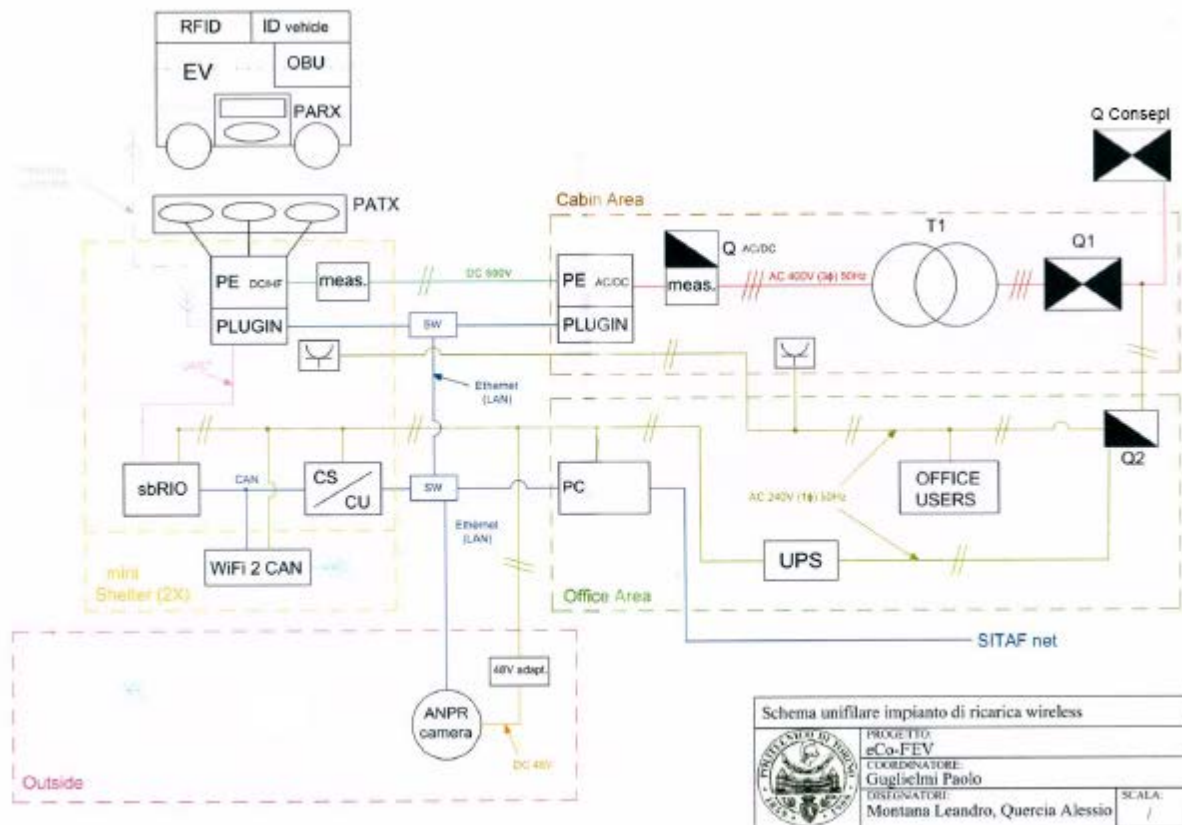 RFID
ID vehicle
EV
OBU
PARX
Q Consepl
PATX
Cabin Area
T1
Q AC/DC
Q1
PE DC/HF
meas.
PE AC/DC
meas.
AC 400V (3ϕ) 50Hz
PLUGIN
SW
PLUGIN
Ethernet
(LAN)
Q2
sbRIO
CAN
CS
CU
SW
PC
OFFICE
USERS
AC 240V (1ϕ) 50Hz
Ethernet
(LAN)
WiFi 2 CAN
UPS
mini
Shelter (2X)
Office Area
SITAF net
48V adapt.
ANPR
camera
DC 48V
Outside
Schema unifilare impianto di ricarica wireless
POLITECNICO DI TORINO
PROGETTO:
eCo-FEV
COORDINATORE:
Guglielmi Paolo
DISEGNATORI:
Montana Leandro, Quercia Alessio
SCALA:
/